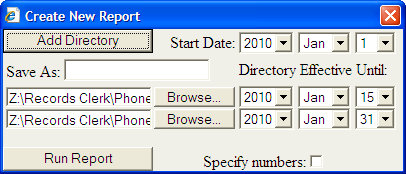 Create New Report
Add Directory Start Date: 2010 Jan 1
Save As: Directory Effective Until:
Z:\Records Clerk\Phone Browse... 2010 Jan 15
Z:\Records Clerk\Phone Browse... 2010 Jan 31
Run Report Specify numbers: